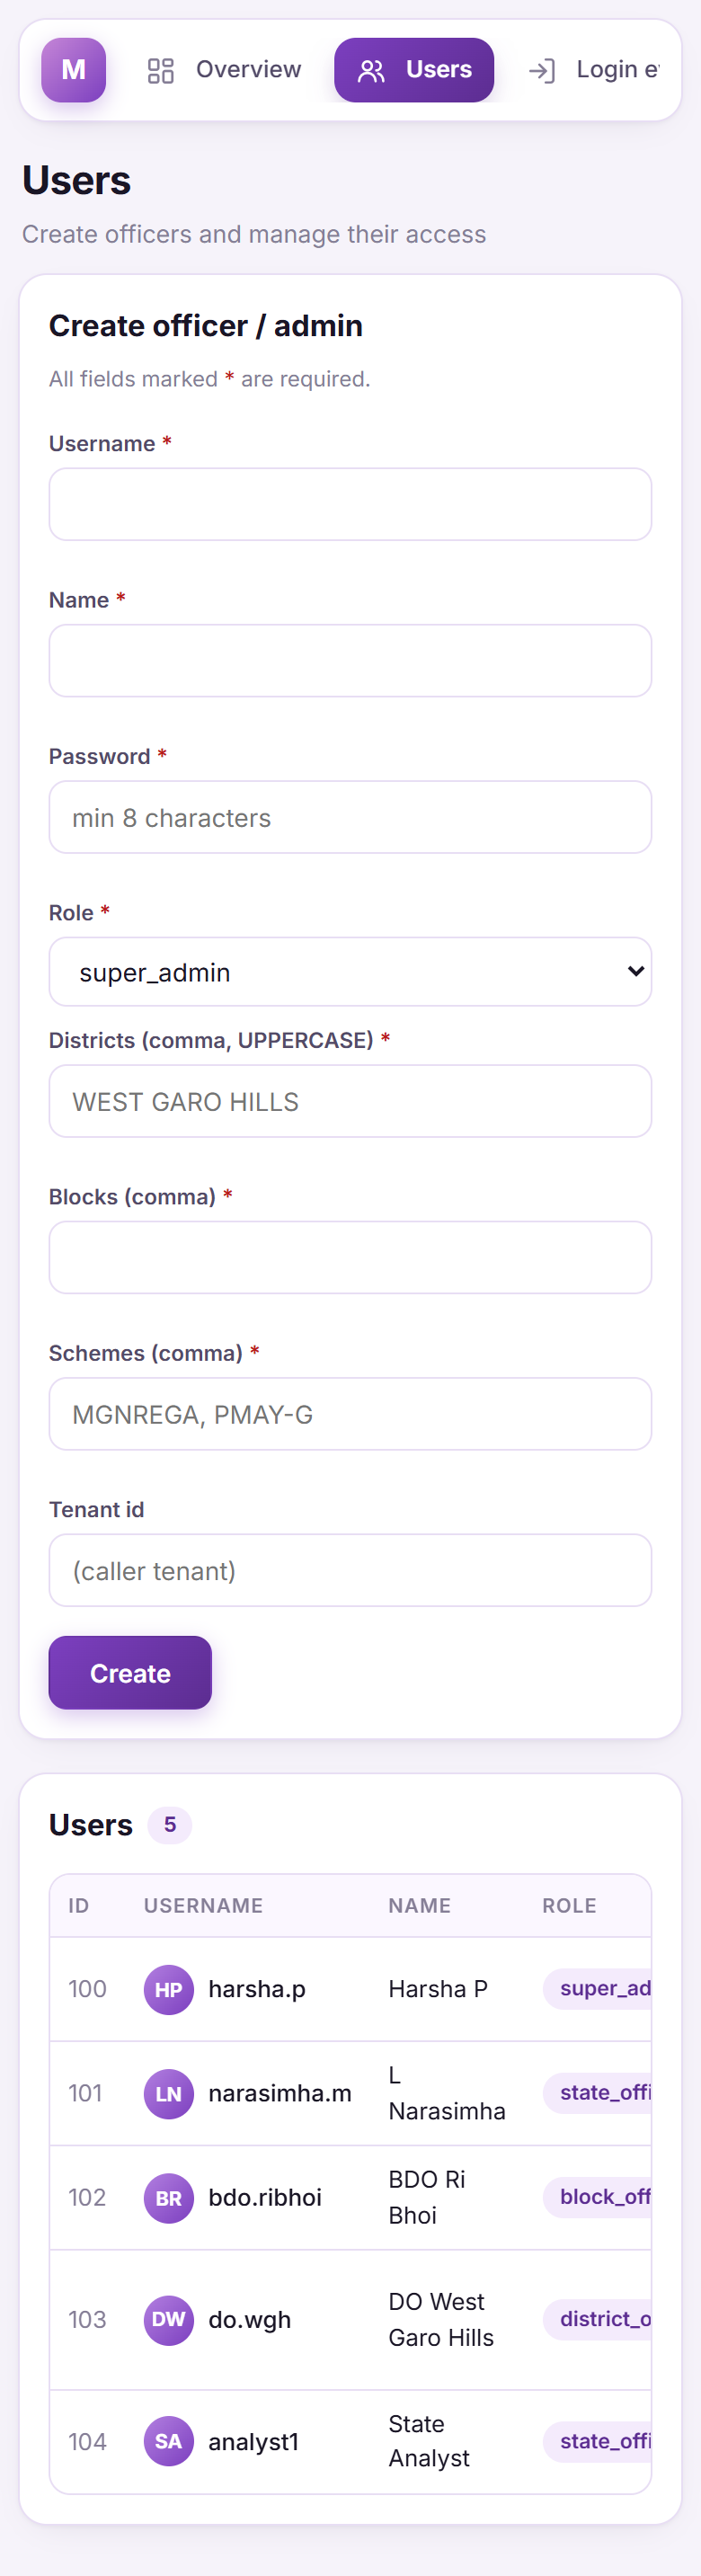 M Overview Users Login e
Users
Create officers and manage their access
Create officer / admin
All fields marked * are required.
Username *
Name *
Password *
min 8 characters
Role *
super_admin
Districts (comma, UPPERCASE) *
WEST GARO HILLS
Blocks (comma) *
Schemes (comma) *
MGNREGA, PMAY-G
Tenant id
(caller tenant)
Create
Users 5
ID USERNAME NAME ROLE
100 HP harsha.p Harsha P super_ad
101 LN narasimha.m L Narasimha state_offi
102 BR bdo.ribhoi BDO Ri Bhoi block_off
103 DW do.wgh DO West Garo Hills district_o
104 SA analyst1 State Analyst state_offi